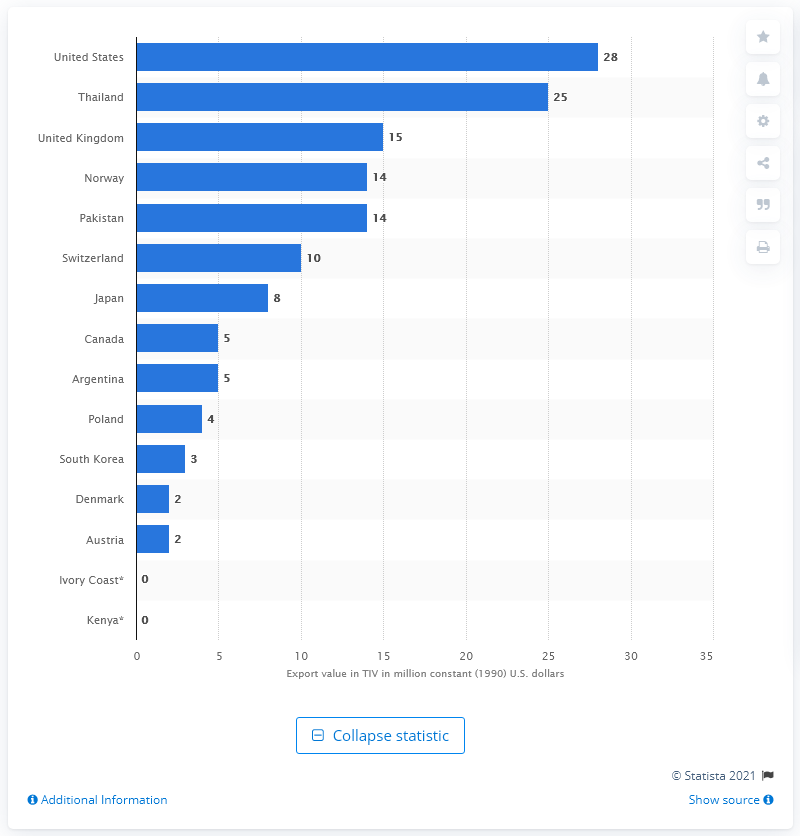 United States 28
Thailand 25
United Kingdom 15
Norway 14
Pakistan 14
Switzerland 10
Japan 8
Canada 5
Argentina 5
Poland 4
South Korea 3
Denmark 2
Austria 2
Ivory Coast* 0
Kenya* 0
0 5 10 15 20 25 30 35
Export value in TIV in million constant (1990) U.S. dollars
Collapse statistic
© Statista 2021
Additional Information Show source